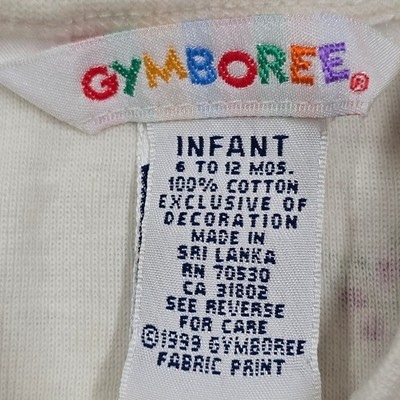 GYMBOREE®
INFANT
6 TO 12 MOS.
100% COTTON
EXCLUSIVE OF
DECORATION
MADE IN
SRI LANKA
RN 70530
CA 31802
SEE REVERSE
FOR CARE
©1999 GYMBOREE
FABRIC PRINT